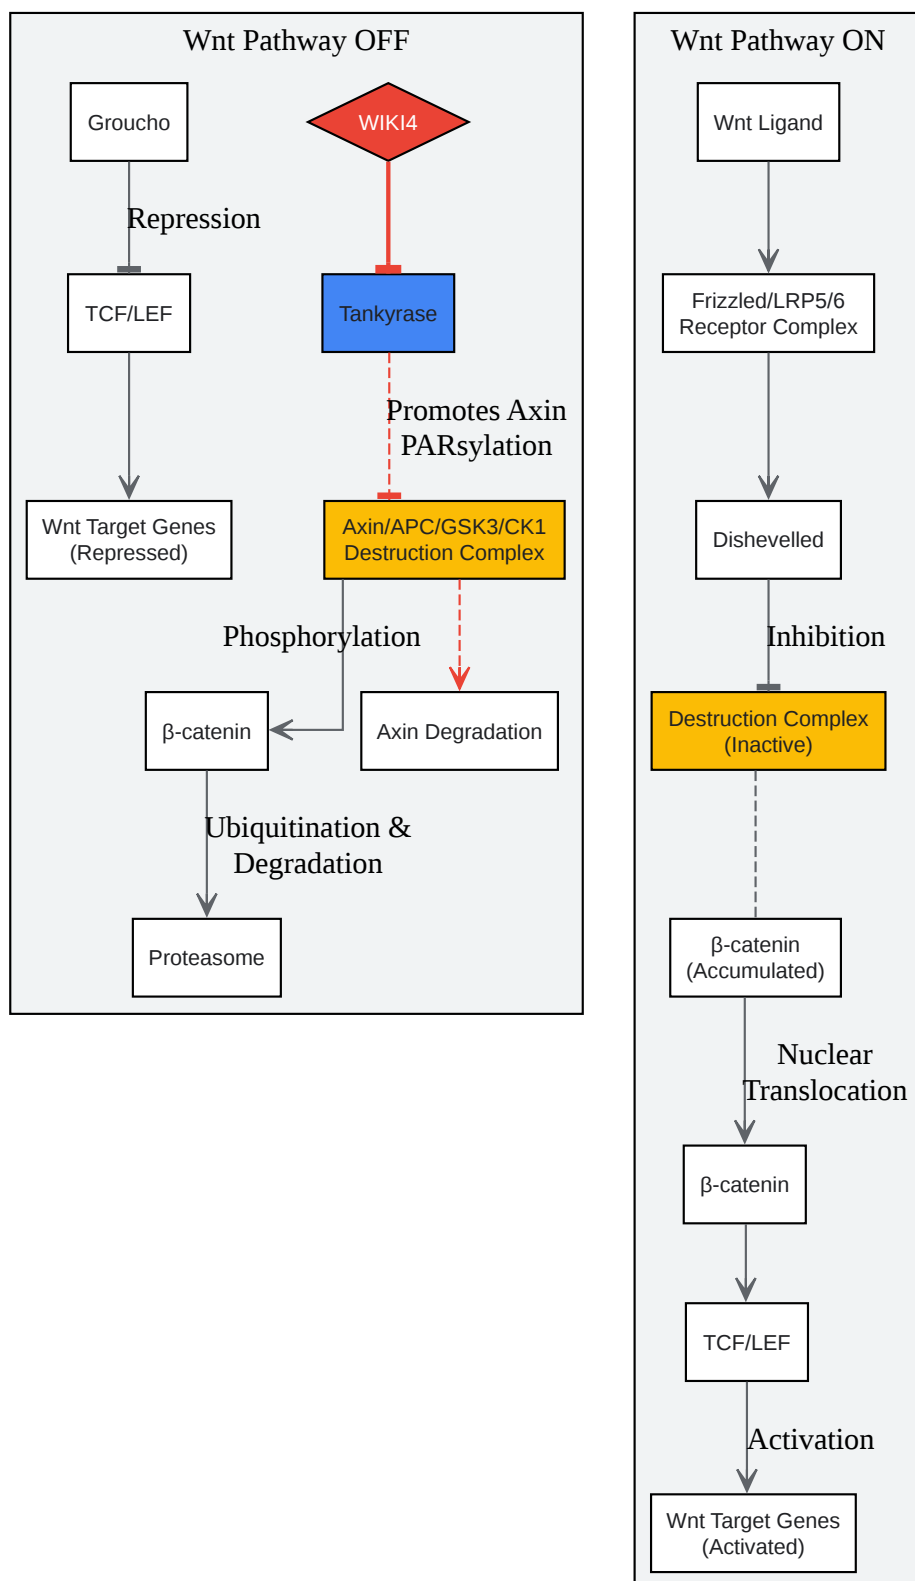 Wnt Pathway OFF
Groucho
WIKI4
Repression
TCF/LEF
Tankyrase
Promotes Axin
PARsylation
Wnt Target Genes
(Repressed)
Axin/APC/GSK3/CK1
Destruction Complex
Phosphorylation
β-catenin
Axin Degradation
Ubiquitination &
Degradation
Proteasome
Wnt Pathway ON
Wnt Ligand
Frizzled/LRP5/6
Receptor Complex
Dishevelled
Inhibition
Destruction Complex
(Inactive)
β-catenin
(Accumulated)
Nuclear
Translocation
β-catenin
TCF/LEF
Activation
Wnt Target Genes
(Activated)